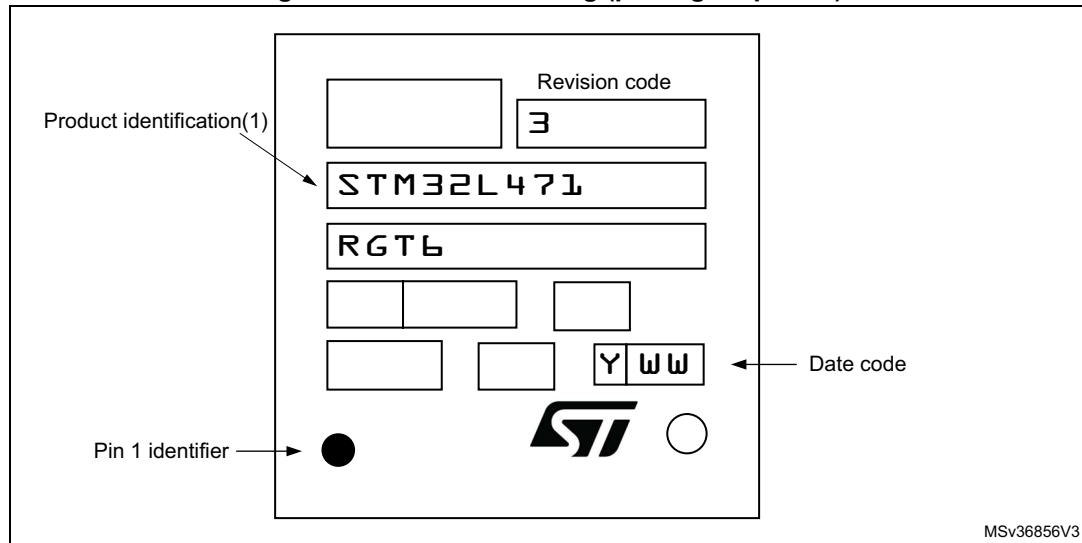 Revision code
3
Product identification(1)
STM32L471
RGT6
Y WW
Date code
ST
Pin 1 identifier
MSv36856V3